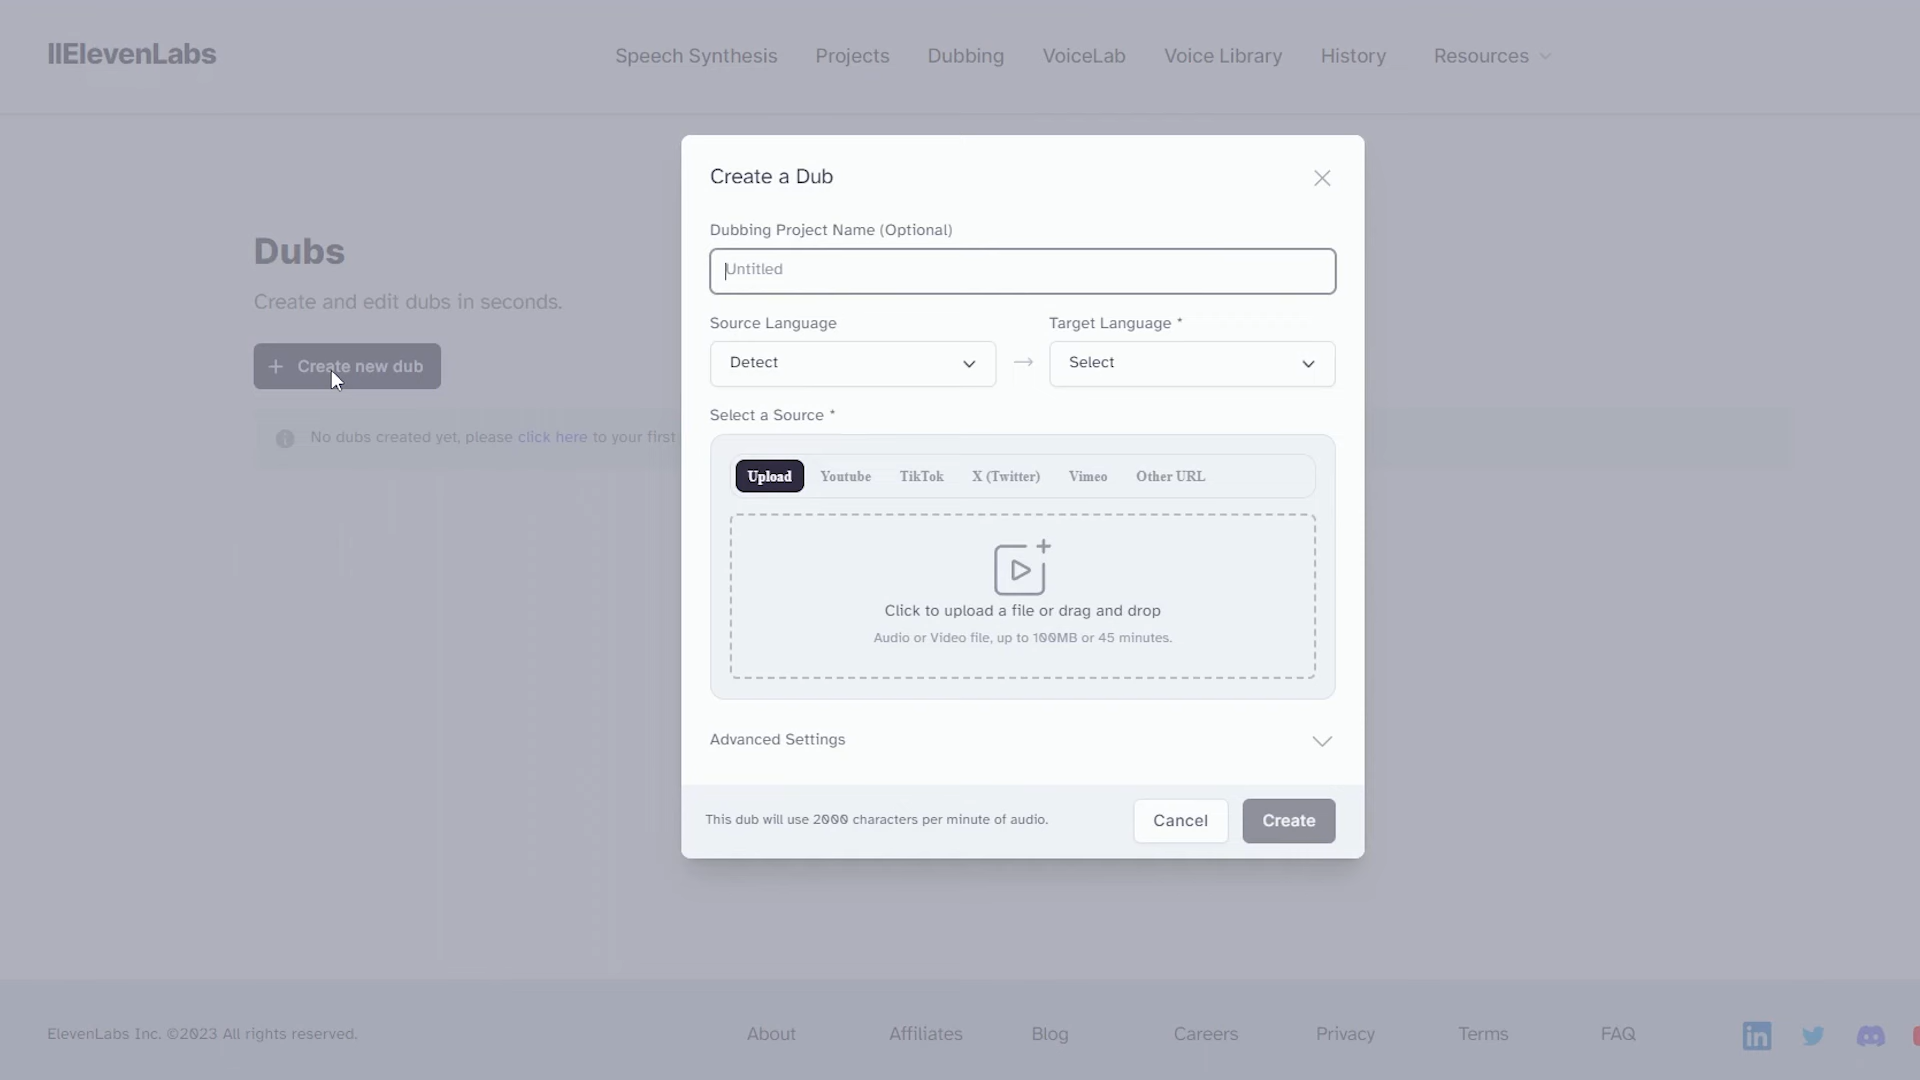 IIElevenLabs
Speech Synthesis Projects Dubbing VoiceLab Voice Library History Resources
Dubs
Create and edit dubs in seconds.
+ Create new dub
No dubs created yet, please click here to your first
Create a Dub
Dubbing Project Name (Optional)
Untitled
Source Language
Target Language *
Detect
Select
Select a Source *
Upload Youtube TikTok X (Twitter) Vimeo Other URL
Click to upload a file or drag and drop
Audio or Video file, up to 100MB or 45 minutes.
Advanced Settings
This dub will use 2000 characters per minute of audio.
Cancel
Create
ElevenLabs Inc. ©2023 All rights reserved.
About Affiliates Blog Careers Privacy Terms FAQ
in